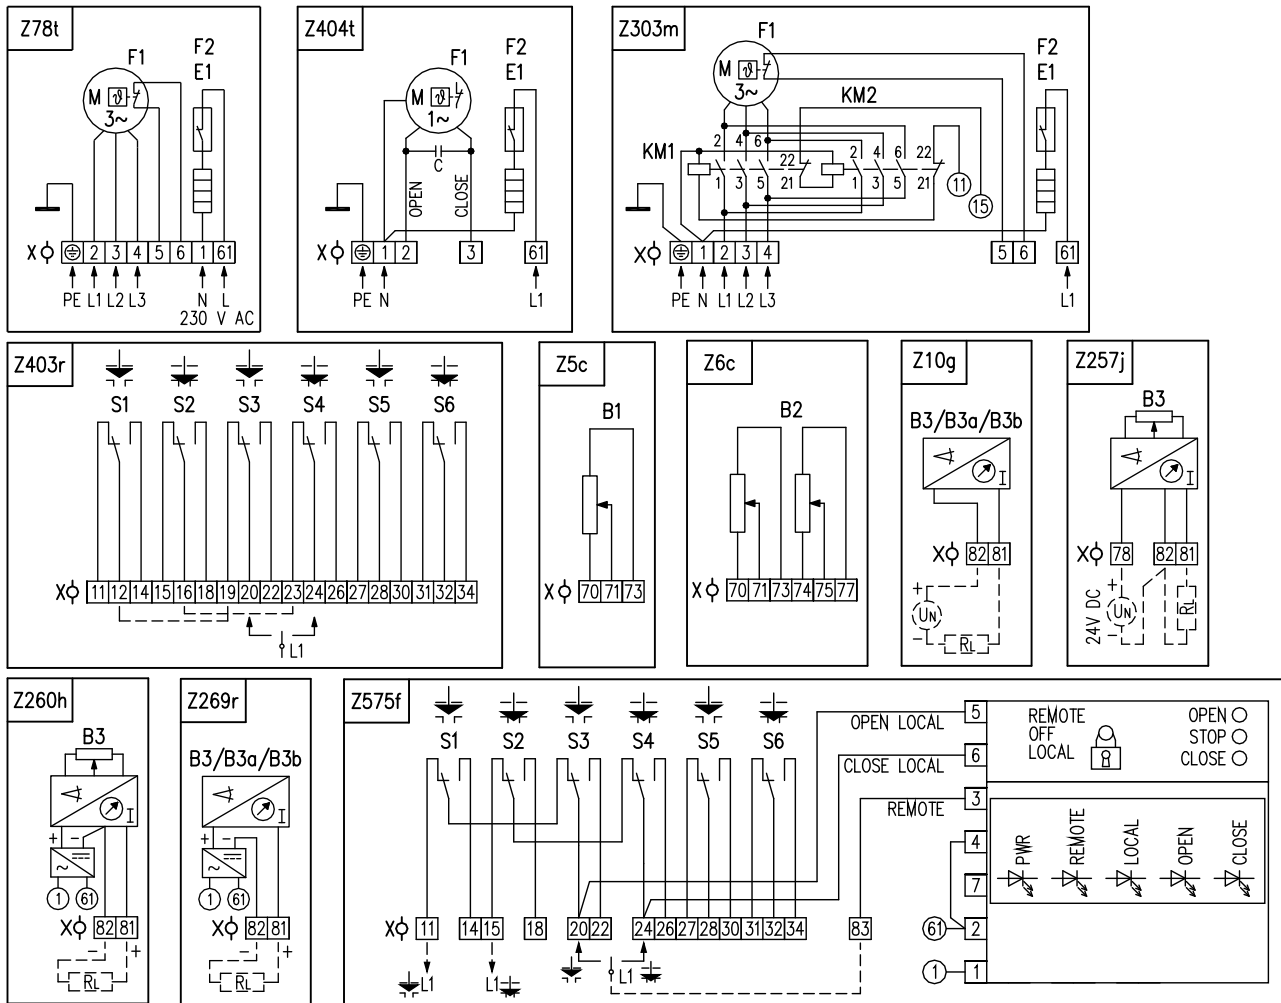 Z78t
F1
F2
E1
M ϑ
3~
X 2 3 4 5 6 1 61
PE L1 L2 L3 N L
230 V AC
Z404t
F1
F2
E1
M ϑ
1~
C
OPEN
CLOSE
X 1 2 3 61
PE N L1
Z303m
F1
F2
E1
M ϑ
3~
KM2
KM1
2 4 6 22 2 4 6 22
1 3 5 21 1 3 5 21
11
15
X 1 2 3 4 5 6 61
PE N L1 L2 L3 L1
Z403r
S1 S2 S3 S4 S5 S6
X 11 12 14 15 16 18 19 20 22 23 24 26 27 28 30 31 32 34
L1
Z5c
B1
X 70 71 73
Z6c
B2
X 70 71 73 74 75 77
Z10g
B3/B3a/B3b
I
X 82 81
+
UN
-
RL
Z257j
B3
I
X 78 82 81
+
24V DC
UN
-
RL
Z260h
B3
I
+ -
~
1 61
X 82 81
- +
RL
Z269r
B3/B3a/B3b
I
+ -
~
1 61
X 82 81
- +
RL
Z575f
S1 S2 S3 S4 S5 S6
X 11 14 15 18 20 22 24 26 27 28 30 31 32 34 83
L1 L1 L1
OPEN LOCAL 5
CLOSE LOCAL 6
REMOTE 3
4
7
61 2
1 1
REMOTE
OFF
LOCAL
OPEN
STOP
CLOSE
PWR
REMOTE
LOCAL
OPEN
CLOSE